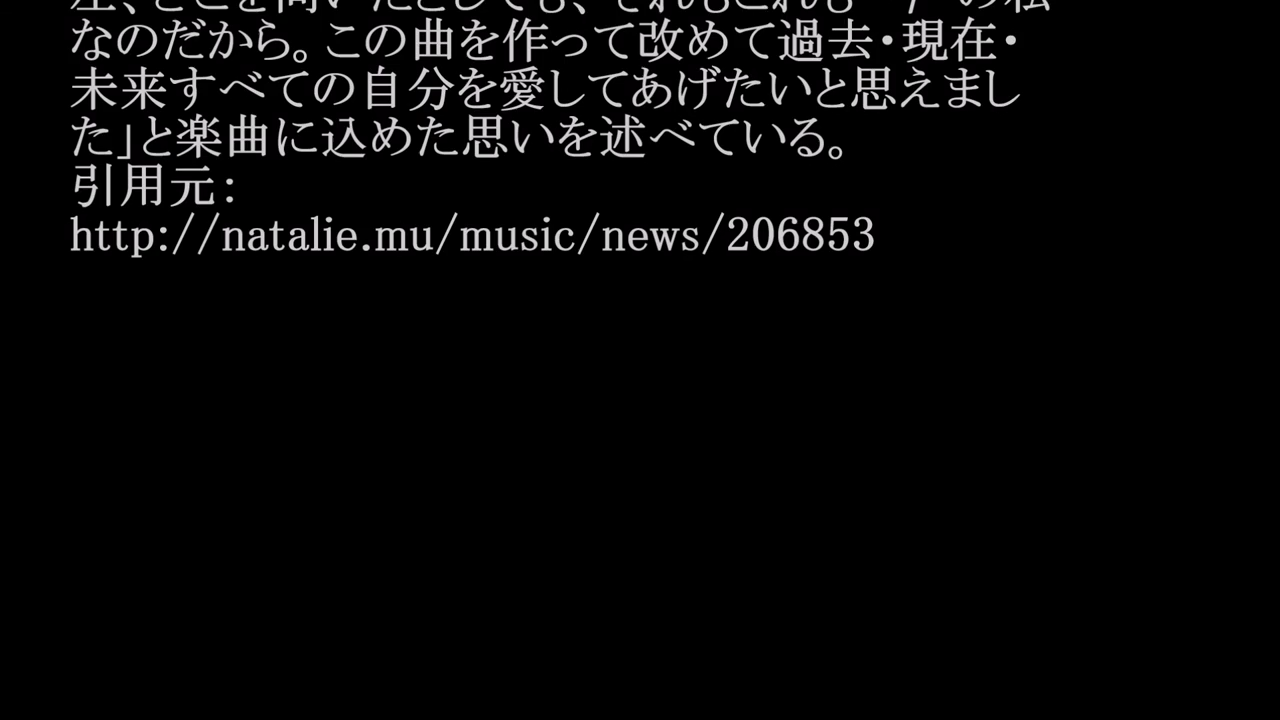 なのだから。この曲を作って改めて過去・現在・
未来すべての自分を愛してあげたいと思えまし
た」と楽曲に込めた思いを述べている。
引用元：
http://natalie.mu/music/news/206853